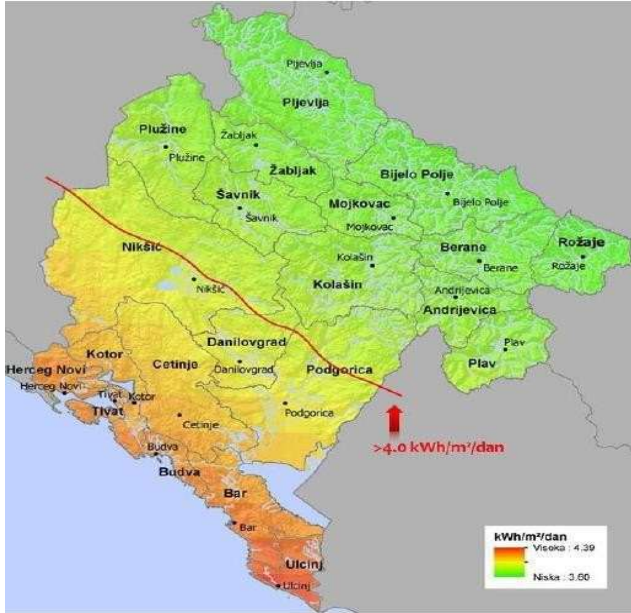 Pljevlja
Pljevlja
Plužine
Plužine
Žabljak
Žabljak
Bijelo Polje
Bijelo Polje
Šavnik
Šavnik
Mojkovac
Mojkovac
Nikšić
Nikšić
Kolašin
Kolašin
Berane
Berane
Rožaje
Rožaje
Andrijevica
Andrijevica
Plav
Plav
Danilovgrad
Danilovgrad
Podgorica
Podgorica
Kotor
Cetinje
Herceg Novi
Herceg Novi
Tivat
Kotor
Tivat
Cetinje
>4.0 kWh/m²/dan
Budva
Budva
Bar
Bar
Ulcinj
Ulcinj
kWh/m²/dan
Visoka : 4.39
Niska : 3.60